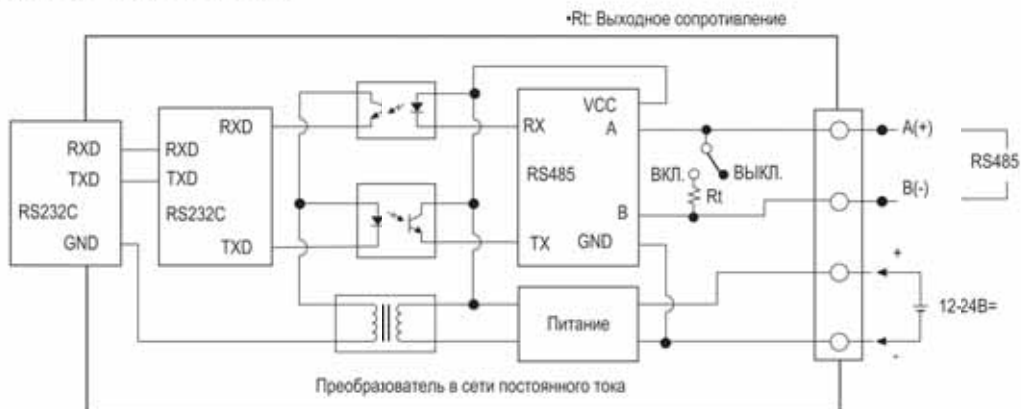 •Rt: Выходное сопротивление
RXD
TXD
RS232C
GND
RXD
RXD
TXD
RS232C
TXD
VCC
A
RX
RS485
B
TX
GND
ВКЛ.
ВЫКЛ.
Rt
A(+)
RS485
B(-)
+
12-24В=
-
Питание
Преобразователь в сети постоянного тока